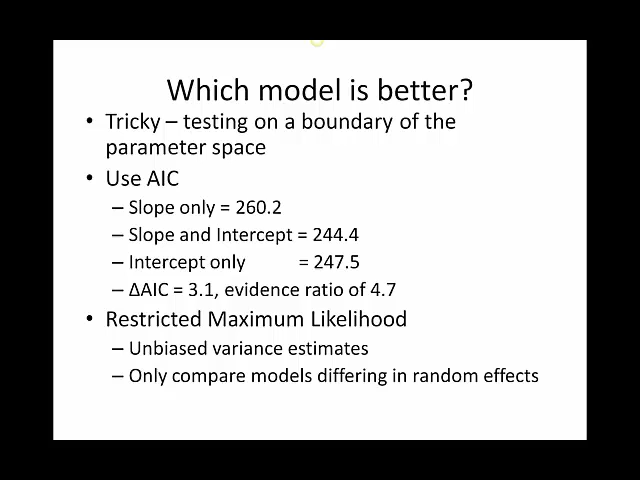 Which model is better?
• Tricky – testing on a boundary of the
parameter space
• Use AIC
– Slope only = 260.2
– Slope and Intercept = 244.4
– Intercept only = 247.5
– ΔAIC = 3.1, evidence ratio of 4.7
• Restricted Maximum Likelihood
– Unbiased variance estimates
– Only compare models differing in random effects